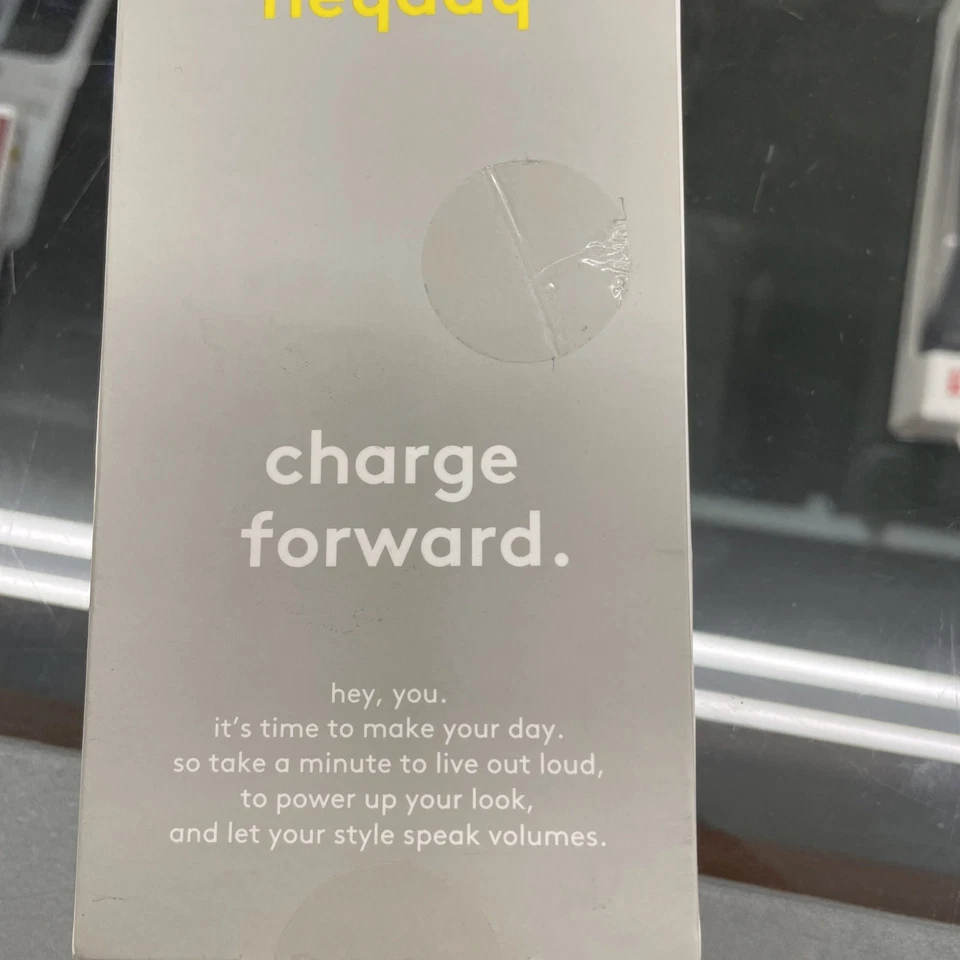 charge
forward.
hey, you.
it's time to make your day.
so take a minute to live out loud,
to power up your look,
and let your style speak volumes.